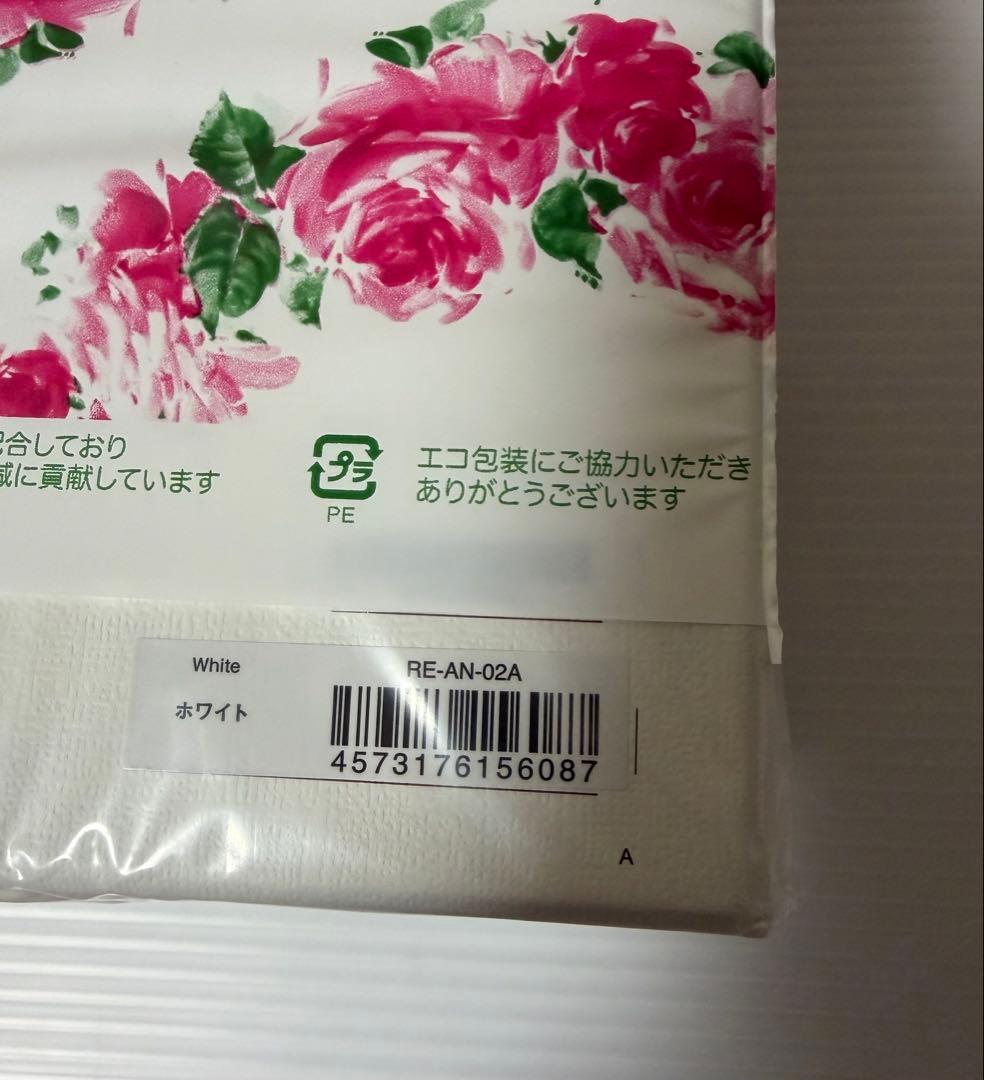 配合しており
減に貢献しています
プラ
PE
エコ包装にご協力いただき
ありがとうございます
White
ホワイト
RE-AN-02A
4573176156087
A